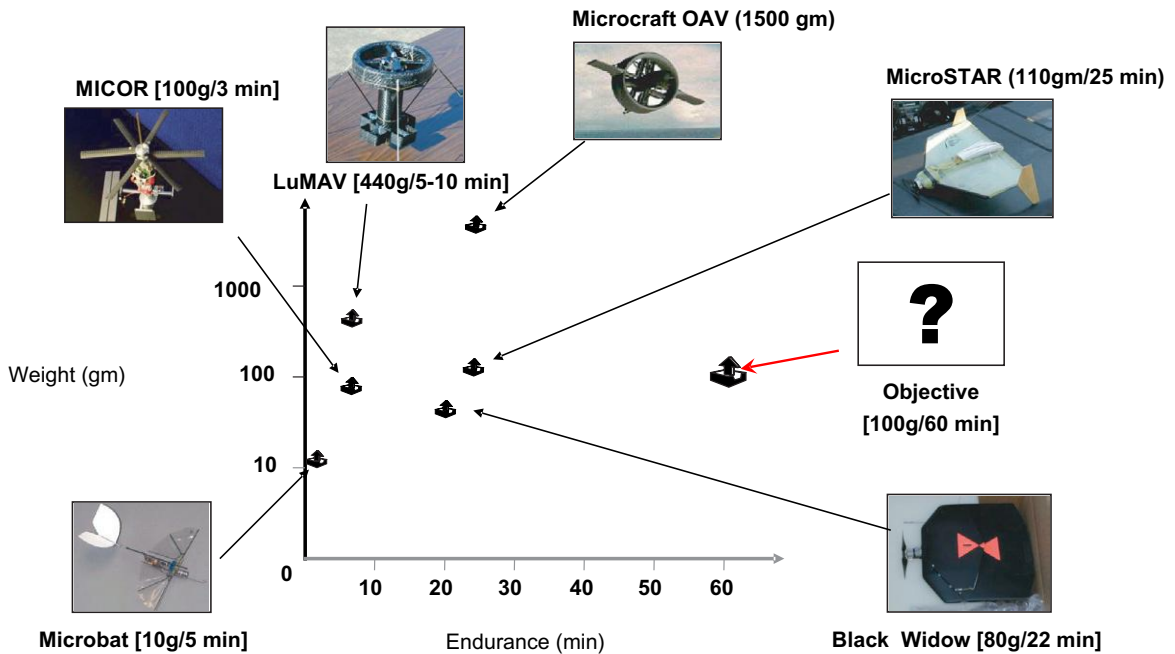 Microcraft OAV (1500 gm)
MICOR [100g/3 min]
MicroSTAR (110gm/25 min)
LuMAV [440g/5-10 min]
1000
?
Weight (gm)
100
Objective
[100g/60 min]
10
0
10
20
30
40
50
60
Microbat [10g/5 min]
Endurance (min)
Black Widow [80g/22 min]